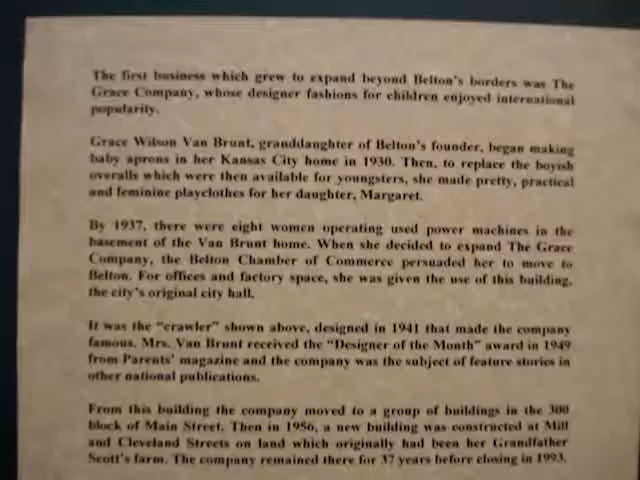 The first business which grew to expand beyond Belton's borders was The
Grace Company, whose designer fashions for children enjoyed international
popularity.
Grace Wilson Van Brunt, granddaughter of Belton's founder, began making
baby aprons in her Kansas City home in 1930. Then, to replace the boyish
overalls which were then available for youngsters, she made pretty, practical
and feminine playclothes for her daughter, Margaret.
By 1937, there were eight women operating used power machines in the
basement of the Van Brunt home. When she decided to expand The Grace
Company, the Belton Chamber of Commerce persuaded her to move to
Belton. For offices and factory space, she was given the use of this building,
the city's original city hall.
It was the "crawler" shown above, designed in 1941 that made the company
famous. Mrs. Van Brunt received the "Designer of the Month" award in 1949
from Parents' magazine and the company was the subject of feature stories in
other national publications.
From this building the company moved to a group of buildings in the 300
block of Main Street. Then in 1956, a new building was constructed at Mill
and Cleveland Streets on land which originally had been her Grandfather
Scott's farm. The company remained there for 37 years before closing in 1993.